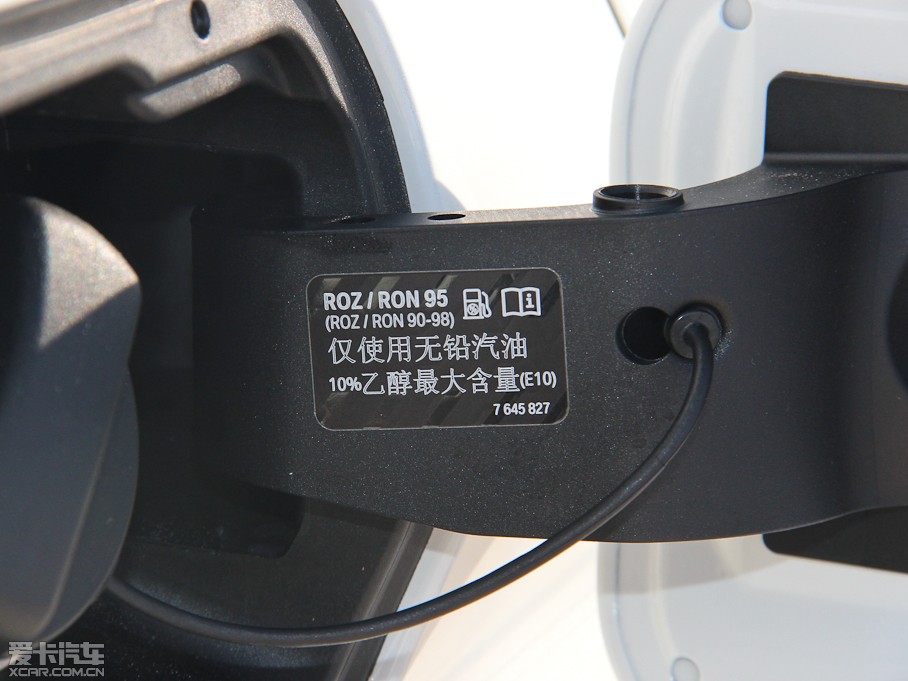 ROZ / RON 95
(ROZ / RON 90-98)
仅使用无铅汽油
10%乙醇最大含量(E10)
7 645 827
爱卡汽车
XCAR.COM.CN